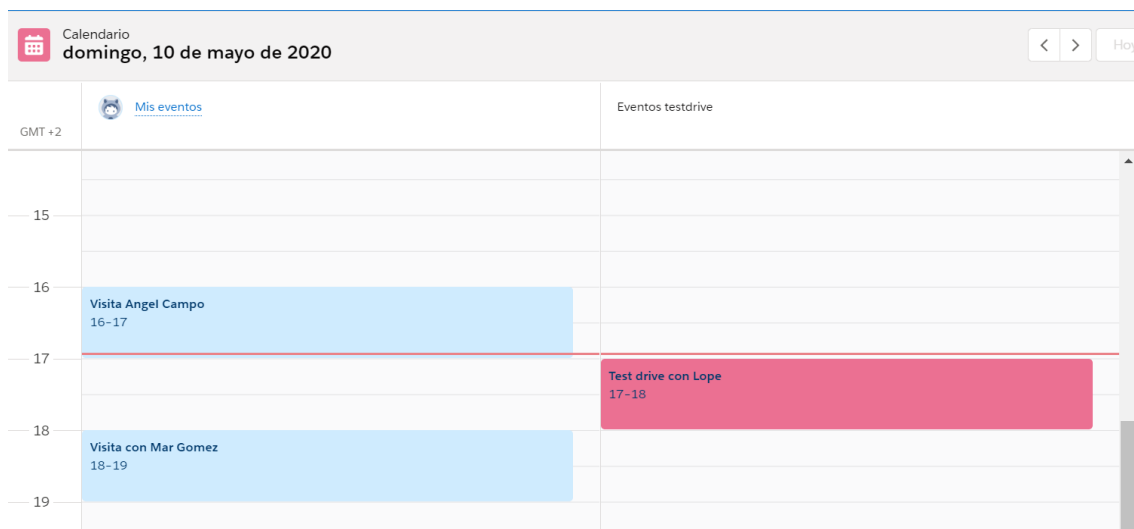 Calendario
domingo, 10 de mayo de 2020
Hoy
GMT +2
Mis eventos
Eventos testdrive
15
16
Visita Angel Campo
16–17
17
Test drive con Lope
17–18
18
Visita con Mar Gomez
18–19
19